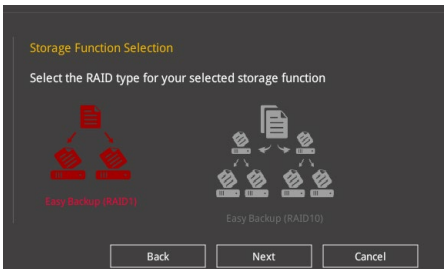 Storage Function Selection
Select the RAID type for your selected storage function
Easy Backup (RAID1)
Easy Backup (RAID10)
Back
Next
Cancel